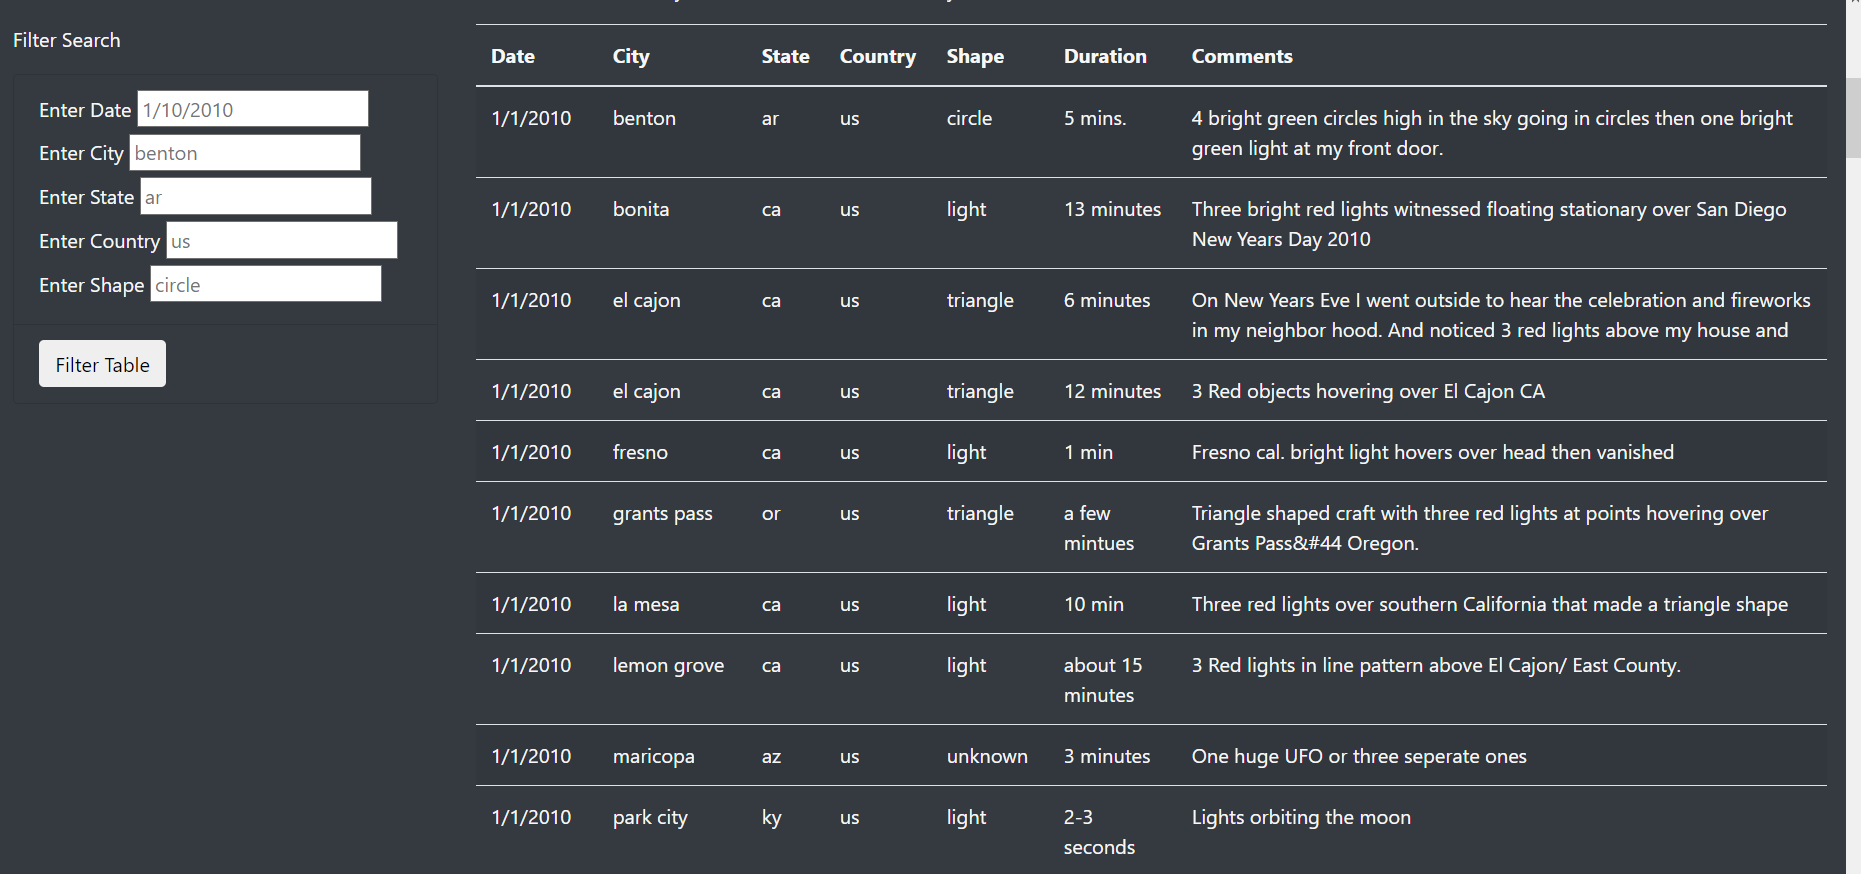 Filter Search
Enter Date 1/10/2010
Enter City benton
Enter State ar
Enter Country us
Enter Shape circle
Filter Table
Date City State Country Shape Duration Comments
1/1/2010 benton ar us circle 5 mins. 4 bright green circles high in the sky going in circles then one bright
green light at my front door.
1/1/2010 bonita ca us light 13 minutes Three bright red lights witnessed floating stationary over San Diego
New Years Day 2010
1/1/2010 el cajon ca us triangle 6 minutes On New Years Eve I went outside to hear the celebration and fireworks
in my neighbor hood. And noticed 3 red lights above my house and
1/1/2010 el cajon ca us triangle 12 minutes 3 Red objects hovering over El Cajon CA
1/1/2010 fresno ca us light 1 min Fresno cal. bright light hovers over head then vanished
1/1/2010 grants pass or us triangle a few Triangle shaped craft with three red lights at points hovering over
mintues Grants Pass&#44 Oregon.
1/1/2010 la mesa ca us light 10 min Three red lights over southern California that made a triangle shape
1/1/2010 lemon grove ca us light about 15 3 Red lights in line pattern above El Cajon/ East County.
minutes
1/1/2010 maricopa az us unknown 3 minutes One huge UFO or three seperate ones
1/1/2010 park city ky us light 2-3 Lights orbiting the moon
seconds